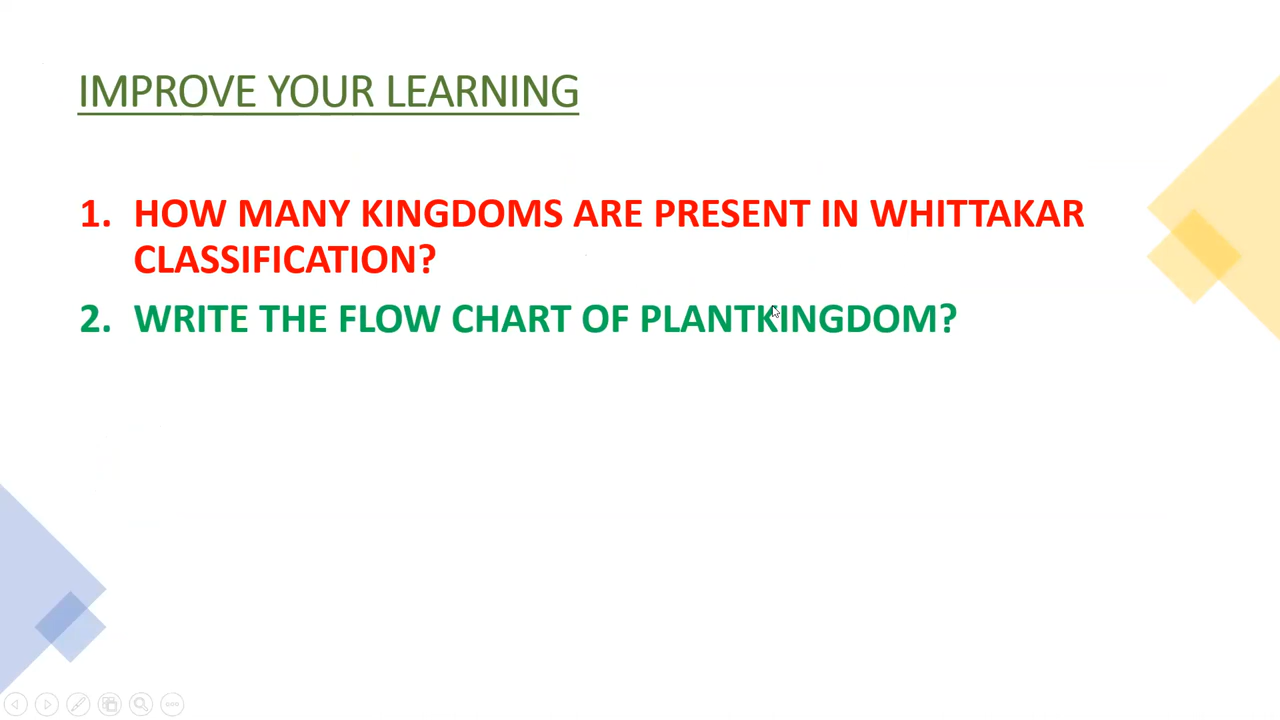 IMPROVE YOUR LEARNING
1. HOW MANY KINGDOMS ARE PRESENT IN WHITTAKAR
CLASSIFICATION?
2. WRITE THE FLOW CHART OF PLANTKINGDOM?